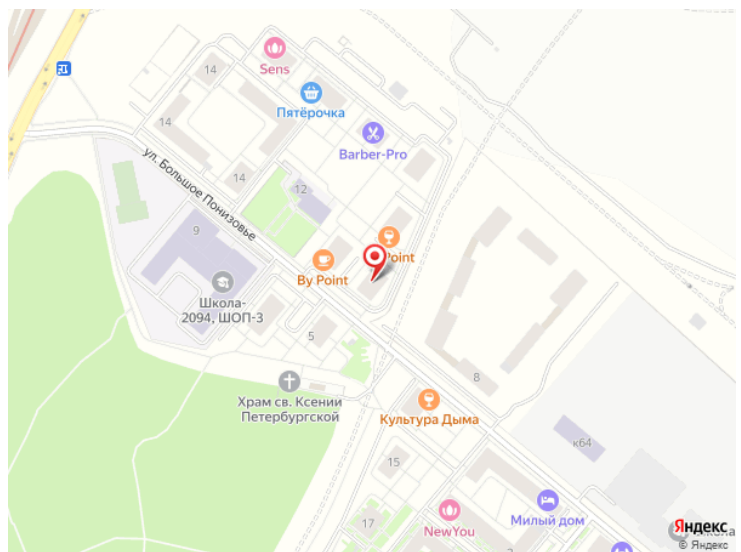 Sens
14
Пятёрочка
14
Barber-Pro
ул. Большое Понизовье
14
12
9
Point
By Point
Школа-
2094, ШОП-3
5
8
Храм св. Ксении
Петербургской
Культура Дыма
к64
15
NewYou
Милый дом
17
Яндекс
© Яндекс